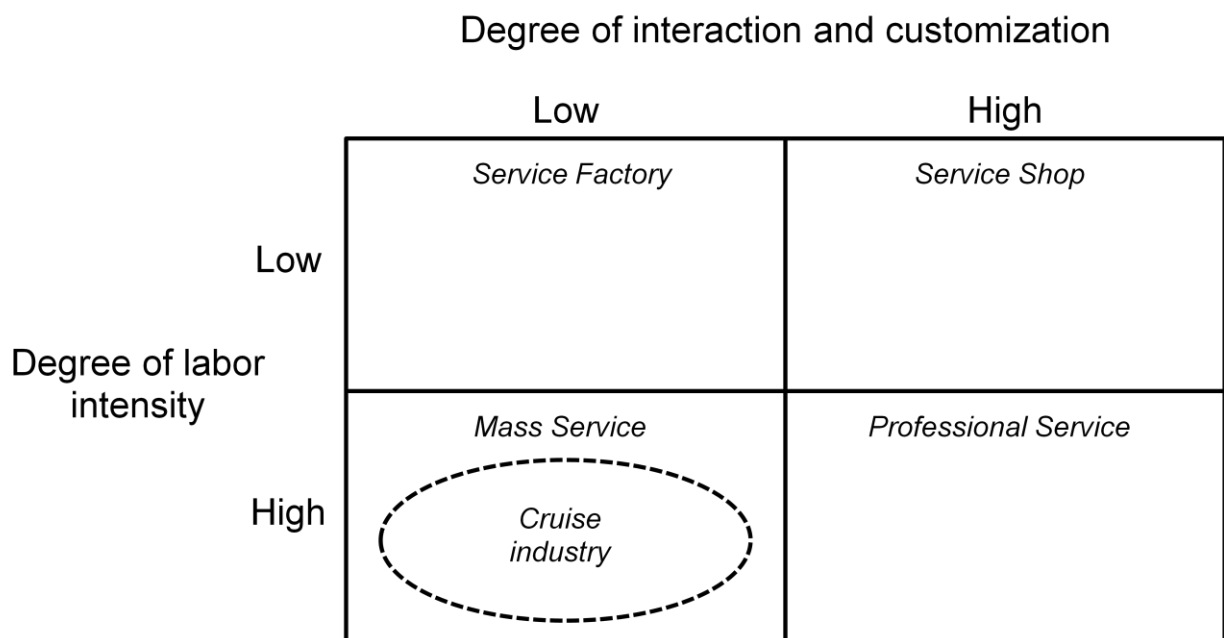 Degree of interaction and customization
Low
High
Service Factory
Service Shop
Low
Degree of labor
intensity
Mass Service
Professional Service
High
Cruise
industry